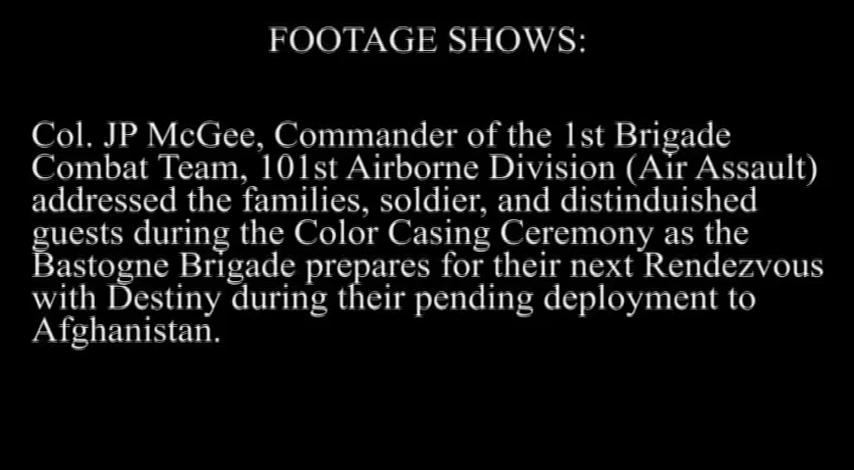 FOOTAGE SHOWS:
Col. JP McGee, Commander of the 1st Brigade
Combat Team, 101st Airborne Division (Air Assault)
addressed the families, soldier, and distinduished
guests during the Color Casing Ceremony as the
Bastogne Brigade prepares for their next Rendezvous
with Destiny during their pending deployment to
Afghanistan.